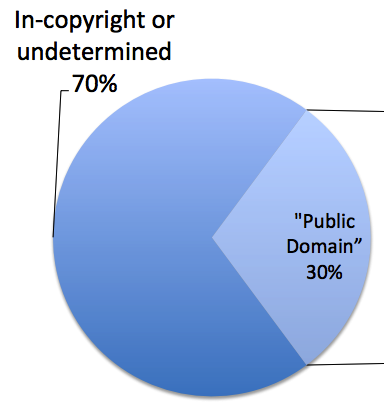 In-copyright or
undetermined
70%
"Public
Domain”
30%